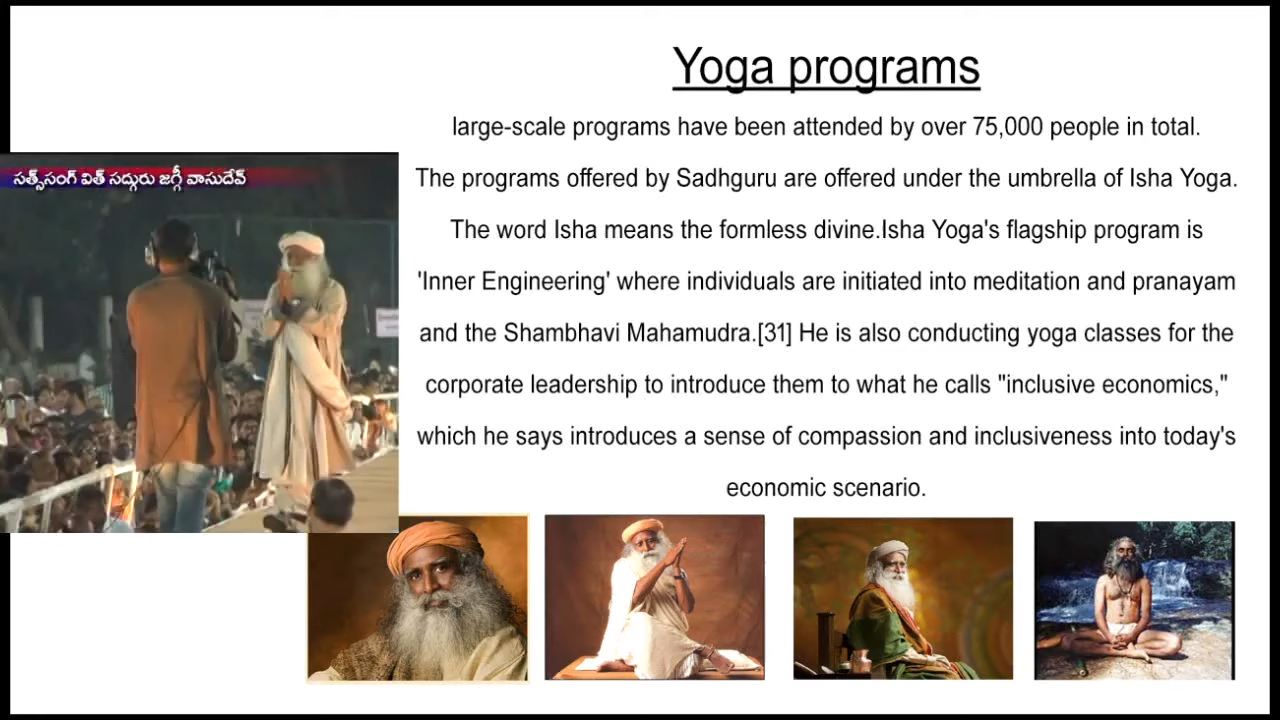 Yoga programs
large-scale programs have been attended by over 75,000 people in total.
The programs offered by Sadhguru are offered under the umbrella of Isha Yoga.
The word Isha means the formless divine.Isha Yoga's flagship program is
'Inner Engineering' where individuals are initiated into meditation and pranayam
and the Shambhavi Mahamudra.[31] He is also conducting yoga classes for the
corporate leadership to introduce them to what he calls "inclusive economics,"
which he says introduces a sense of compassion and inclusiveness into today's
economic scenario.
సత్సంగ్ విత్ సద్గురు జగ్గీ వాసుదేవ్